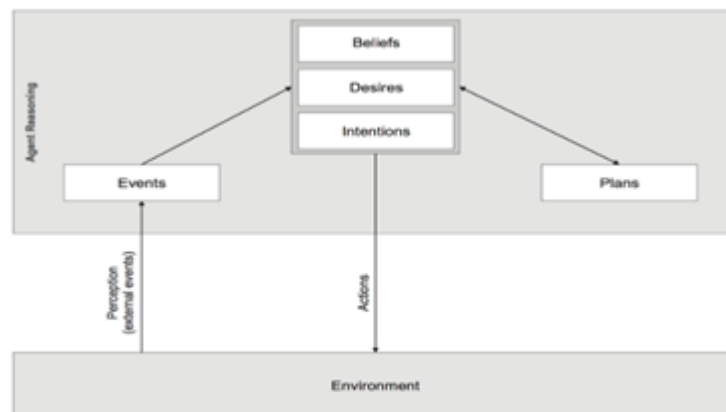 Beliefs
Desires
Intentions
Agent Reasoning
Events
Plans
Perception
(external events)
Actions
Environment